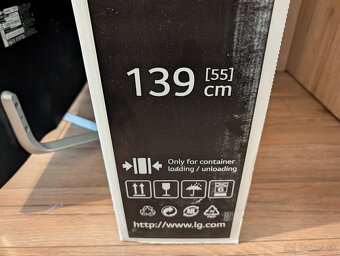 139 [55] cm
Only for container
loading / unloading
http://www.lg.com